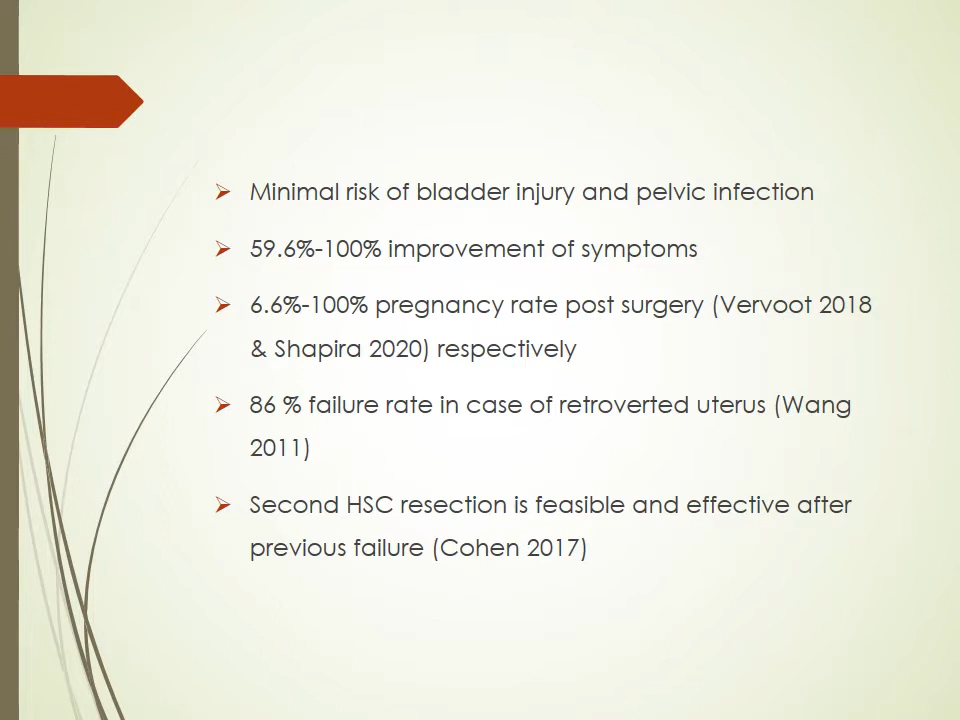 Minimal risk of bladder injury and pelvic infection
59.6%-100% improvement of symptoms
6.6%-100% pregnancy rate post surgery (Vervoot 2018
& Shapira 2020) respectively
86 % failure rate in case of retroverted uterus (Wang
2011)
Second HSC resection is feasible and effective after
previous failure (Cohen 2017)